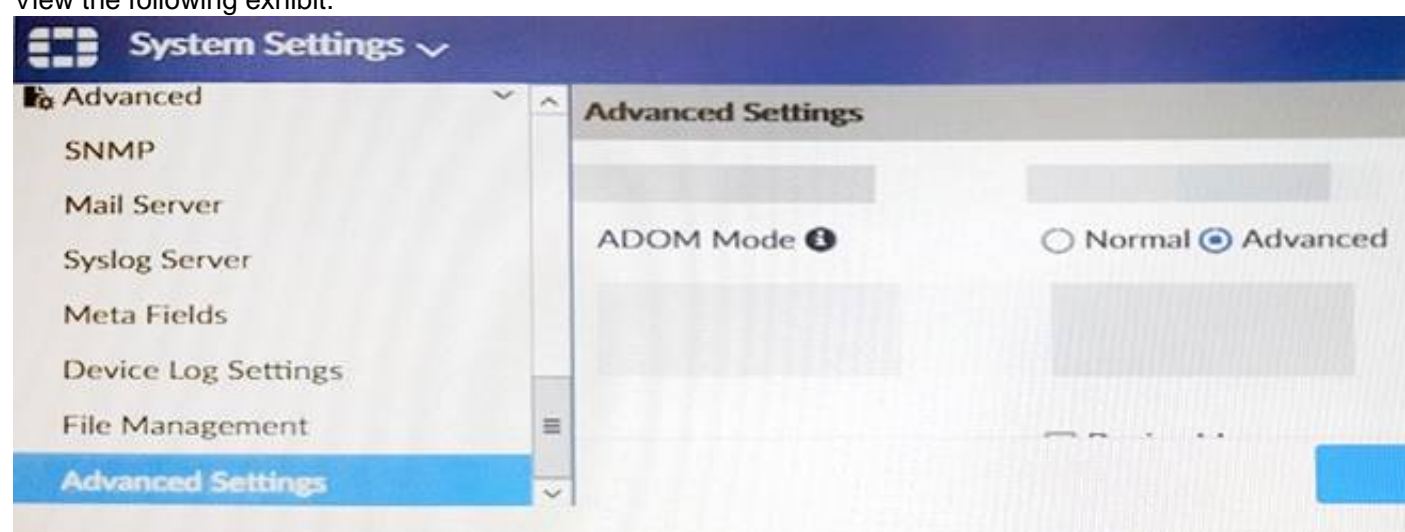 View the following exhibit.
System Settings
Advanced
SNMP
Mail Server
Syslog Server
Meta Fields
Device Log Settings
File Management
Advanced Settings
Advanced Settings
ADOM Mode
Normal Advanced